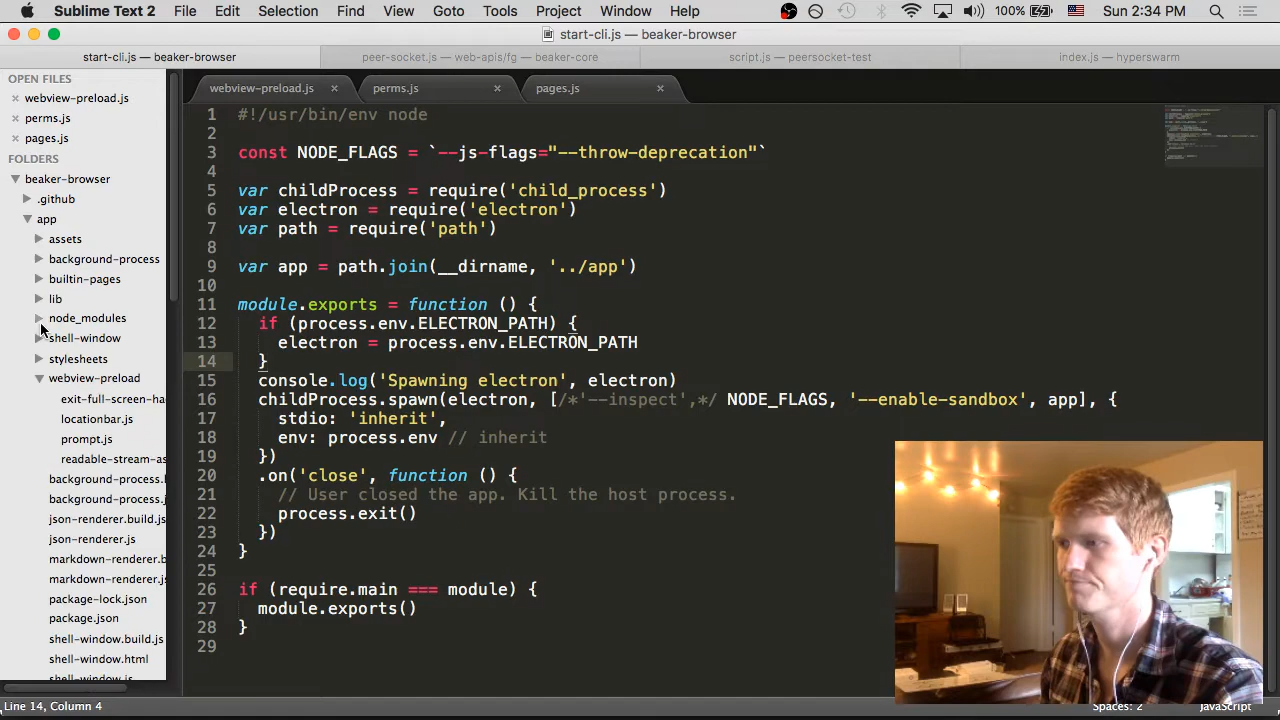 Sublime Text 2 File Edit Selection Find View Goto Tools Project Window Help 100% Sun 2:34 PM
start-cli.js — beaker-browser
start-cli.js — beaker-browser peer-socket.js — web-apis/fg — beaker-core script.js — peersocket-test index.js — hyperswarm
OPEN FILES
webview-preload.js
perms.js
pages.js
FOLDERS
beaker-browser
.github
app
assets
background-process
builtin-pages
lib
node_modules
shell-window
stylesheets
webview-preload
exit-full-screen-ha
locationbar.js
prompt.js
readable-stream-as
background-process.b
background-process.j
json-renderer.build.js
json-renderer.js
markdown-renderer.b
markdown-renderer.js
package-lock.json
package.json
shell-window.build.js
shell-window.html
shell-window.js
webview-preload.js perms.js pages.js
1 #!/usr/bin/env node
2
3 const NODE_FLAGS = `--js-flags="--throw-deprecation"`
4
5 var childProcess = require('child_process')
6 var electron = require('electron')
7 var path = require('path')
8
9 var app = path.join(__dirname, '../app')
10
11 module.exports = function () {
12 if (process.env.ELECTRON_PATH) {
13 electron = process.env.ELECTRON_PATH
14 }
15 console.log('Spawning electron', electron)
16 childProcess.spawn(electron, [/*'--inspect',*/ NODE_FLAGS, '--enable-sandbox', app], {
17 stdio: 'inherit',
18 env: process.env // inherit
19 })
20 .on('close', function () {
21 // User closed the app. Kill the host process.
22 process.exit()
23 })
24 }
25
26 if (require.main === module) {
27 module.exports()
28 }
29
Line 14, Column 4 Spaces: 2 JavaScript